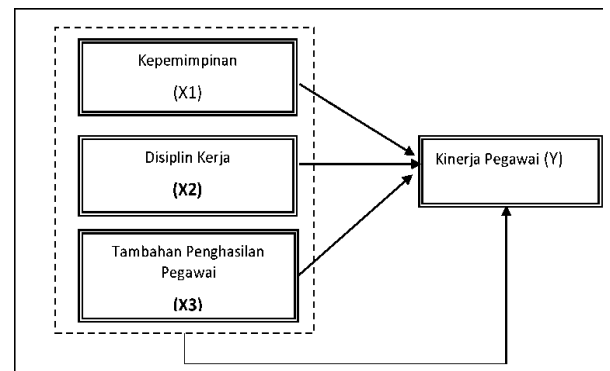 Kepemimpinan
(X1)
Disiplin Kerja
(X2)
Kinerja Pegawai (Y)
Tambahan Penghasilan
Pegawai
(X3)